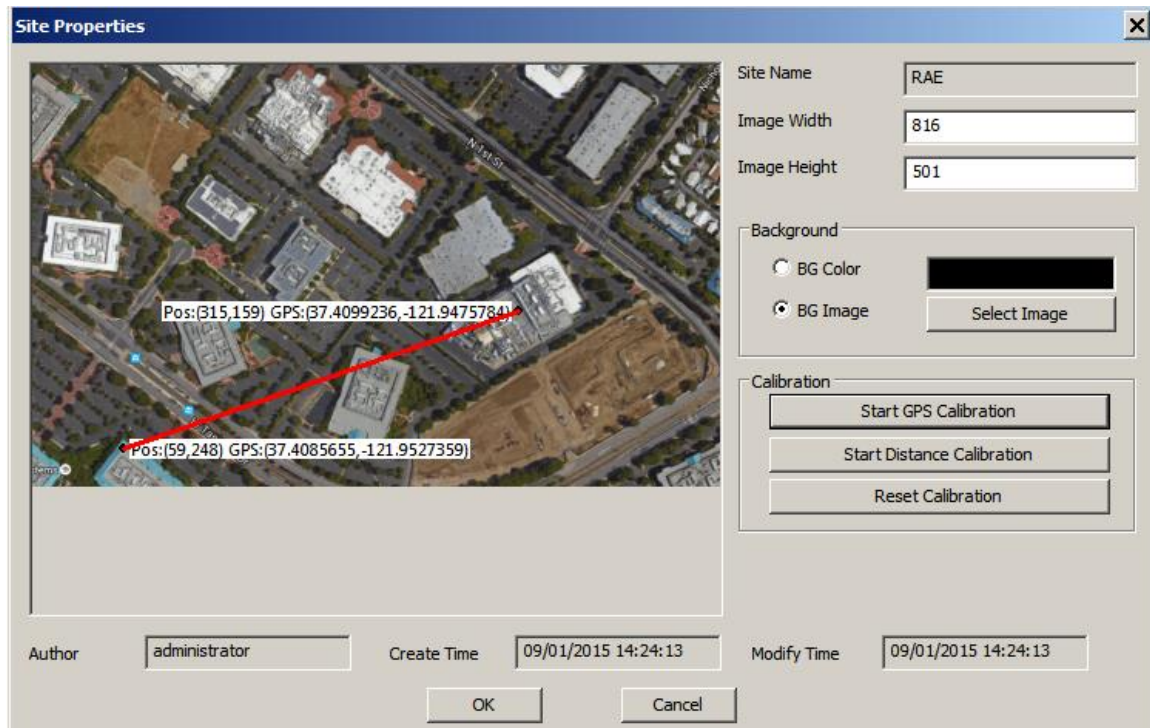 Site Properties
Site Name
RAE
Image Width
816
Image Height
501
N 1st St
Background
BG Color
BG Image
Select Image
Pos:(315,159) GPS:(37.4099236,-121.9475784)
Calibration
Start GPS Calibration
Start Distance Calibration
Reset Calibration
Pos:(59,248) GPS:(37.4085655,-121.9527359)
Author
administrator
Create Time
09/01/2015 14:24:13
Modify Time
09/01/2015 14:24:13
OK
Cancel